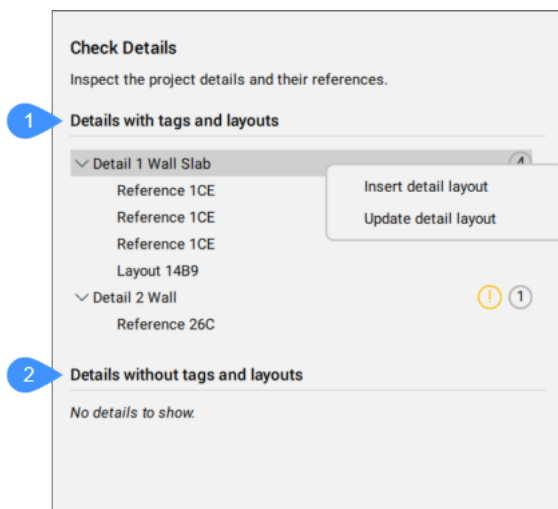 Check Details
Inspect the project details and their references.
1 Details with tags and layouts
Detail 1 Wall Slab 4
Reference 1CE
Insert detail layout
Reference 1CE
Update detail layout
Reference 1CE
Layout 14B9
Detail 2 Wall ! 1
Reference 26C
2 Details without tags and layouts
No details to show.